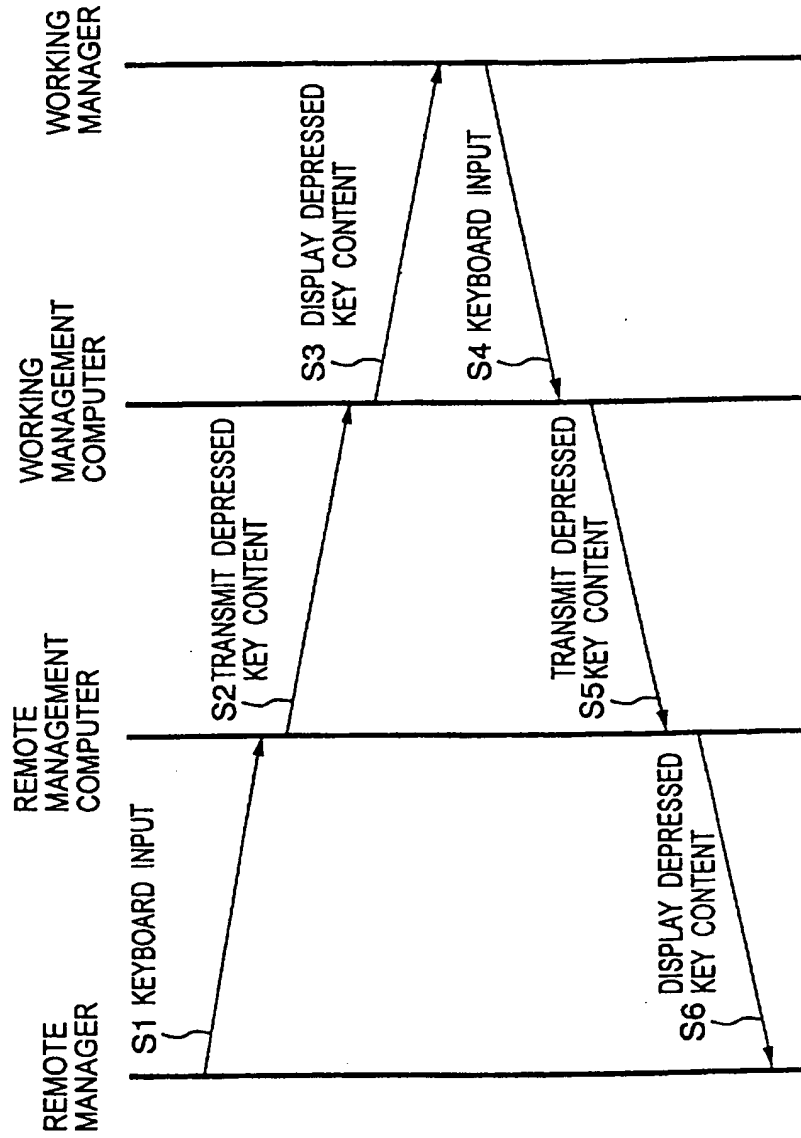 REMOTE
MANAGER
REMOTE
MANAGEMENT
COMPUTER
WORKING
MANAGEMENT
COMPUTER
WORKING
MANAGER
S1 KEYBOARD INPUT
S2 TRANSMIT DEPRESSED
KEY CONTENT
S3 DISPLAY DEPRESSED
KEY CONTENT
S4 KEYBOARD INPUT
TRANSMIT DEPRESSED
S5 KEY CONTENT
DISPLAY DEPRESSED
S6 KEY CONTENT